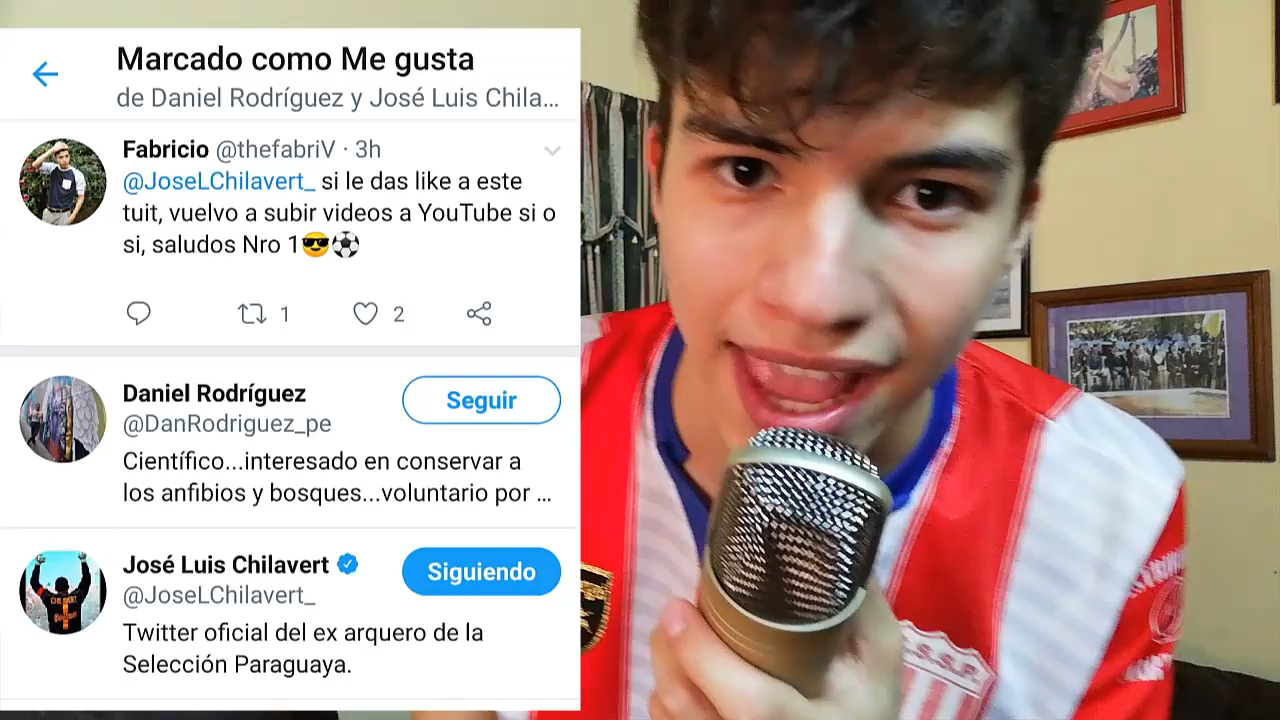 Marcado como Me gusta
de Daniel Rodríguez y José Luis Chila...
Fabricio @thefabriV · 3h
@JoseLChilavert_ si le das like a este
tuit, vuelvo a subir videos a YouTube si o
si, saludos Nro 1😎⚽
1 2
Daniel Rodríguez
Seguir
@DanRodriguez_pe
Científico...interesado en conservar a
los anfibios y bosques...voluntario por ...
José Luis Chilavert
Siguiendo
@JoseLChilavert_
Twitter oficial del ex arquero de la
Selección Paraguaya.